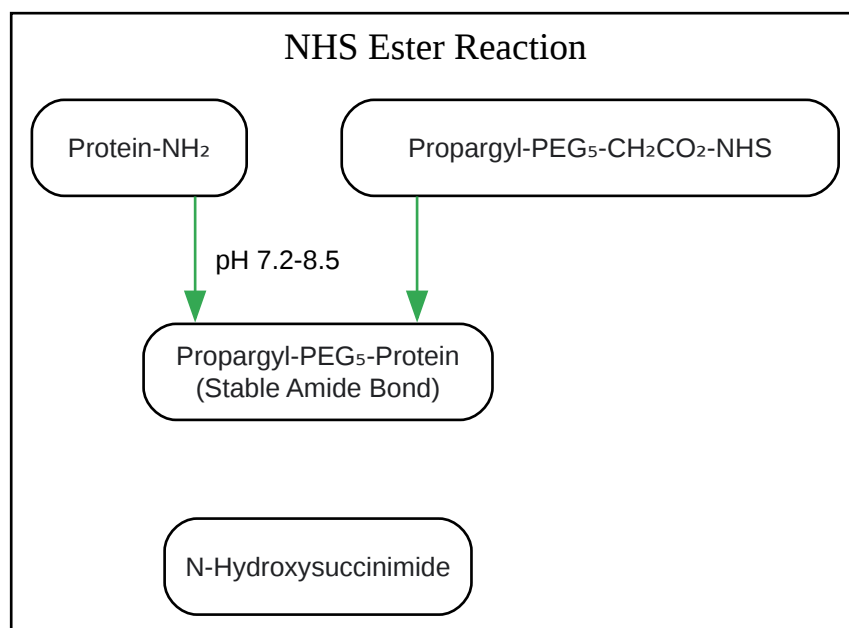 NHS Ester Reaction
Protein-NH₂
Propargyl-PEG₅-CH₂CO₂-NHS
pH 7.2-8.5
Propargyl-PEG₅-Protein
(Stable Amide Bond)
N-Hydroxysuccinimide